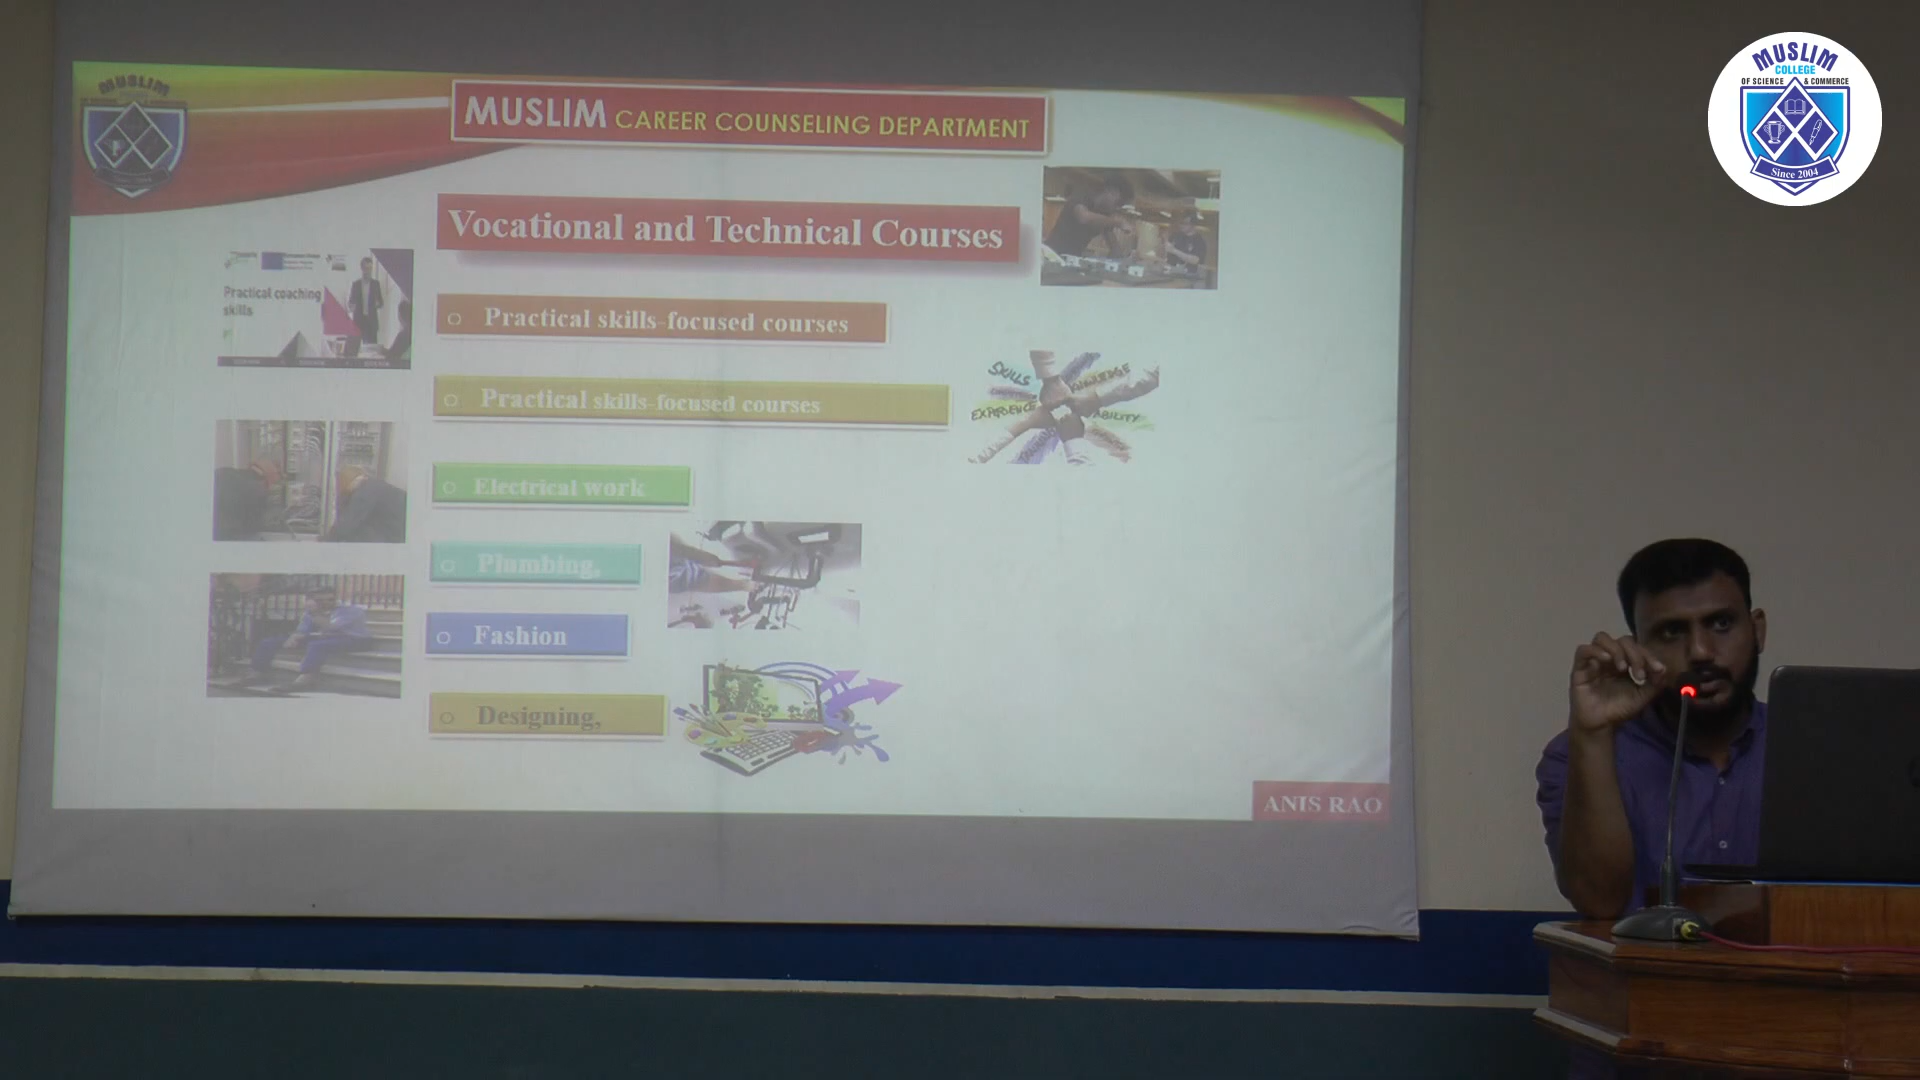 MUSLIM
COLLEGE
OF SCIENCE & COMMERCE
Since 2004
MUSLIM
MUSLIM CAREER COUNSELING DEPARTMENT
Vocational and Technical Courses
Practical coaching
skills
o Practical skills-focused courses
SKILLS
KNOWLEDGE
EXPERIENCE
ABILITY
o Practical skills-focused courses
o Electrical work
o Plumbing,
o Fashion
o Designing,
ANIS RAO